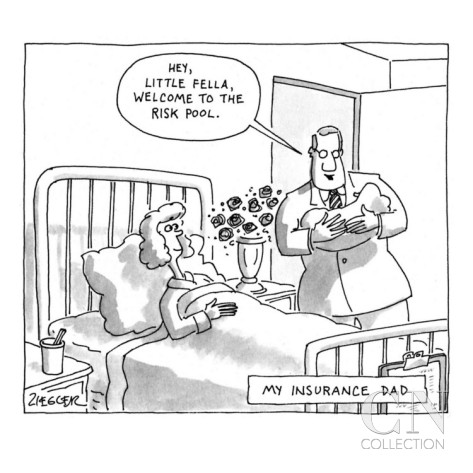 HEY,
LITTLE FELLA,
WELCOME TO THE
RISK POOL.
MY INSURANCE DAD
ZIEGLER
CN
COLLECTION